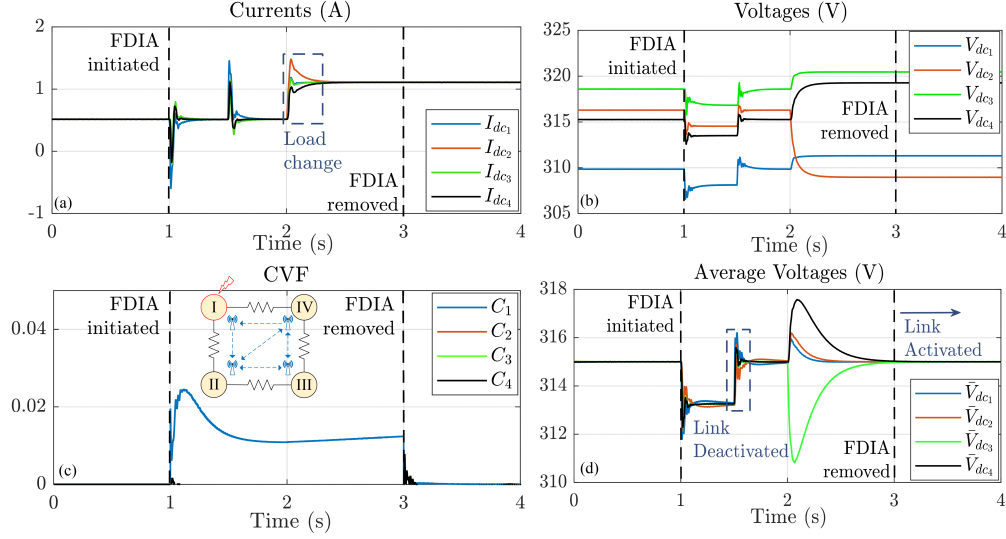 Currents (A)
2
1
0
-1
FDIA
initiated
Load
change
FDIA
removed
(a)
I_{dc_1}
I_{dc_2}
I_{dc_3}
I_{dc_4}
0
1
2
3
4
Time (s)
Voltages (V)
325
320
315
310
305
FDIA
initiated
FDIA
removed
(b)
V_{dc_1}
V_{dc_2}
V_{dc_3}
V_{dc_4}
0
1
2
3
4
Time (s)
CVF
0.04
0.02
0
FDIA
initiated
I
IV
II
III
FDIA
removed
(c)
C_1
C_2
C_3
C_4
0
1
2
3
4
Time (s)
Average Voltages (V)
318
316
314
312
310
FDIA
initiated
Link
Activated
Link
Deactivated
FDIA
removed
(d)
V̄_{dc_1}
V̄_{dc_2}
V̄_{dc_3}
V̄_{dc_4}
0
1
2
3
4
Time (s)